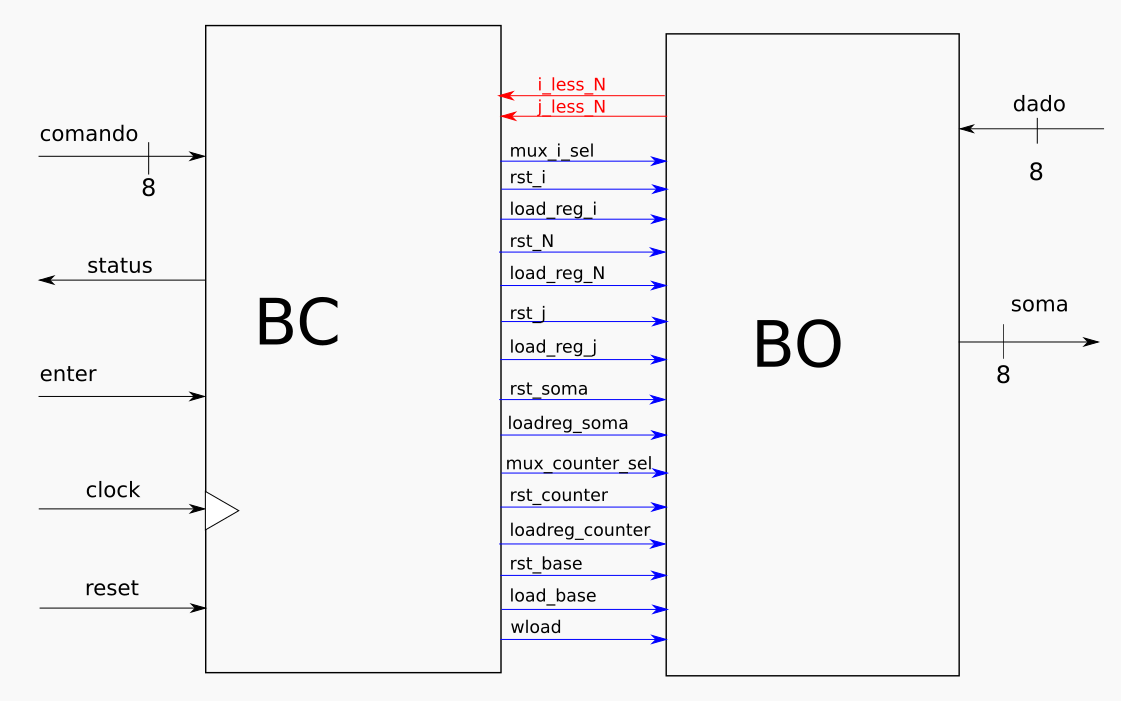 comando
8
status
BC
enter
clock
reset
i_less_N
j_less_N
mux_i_sel
rst_i
load_reg_i
rst_N
load_reg_N
rst_j
load_reg_j
rst_soma
loadreg_soma
mux_counter_sel
rst_counter
loadreg_counter
rst_base
load_base
wload
BO
dado
8
soma
8